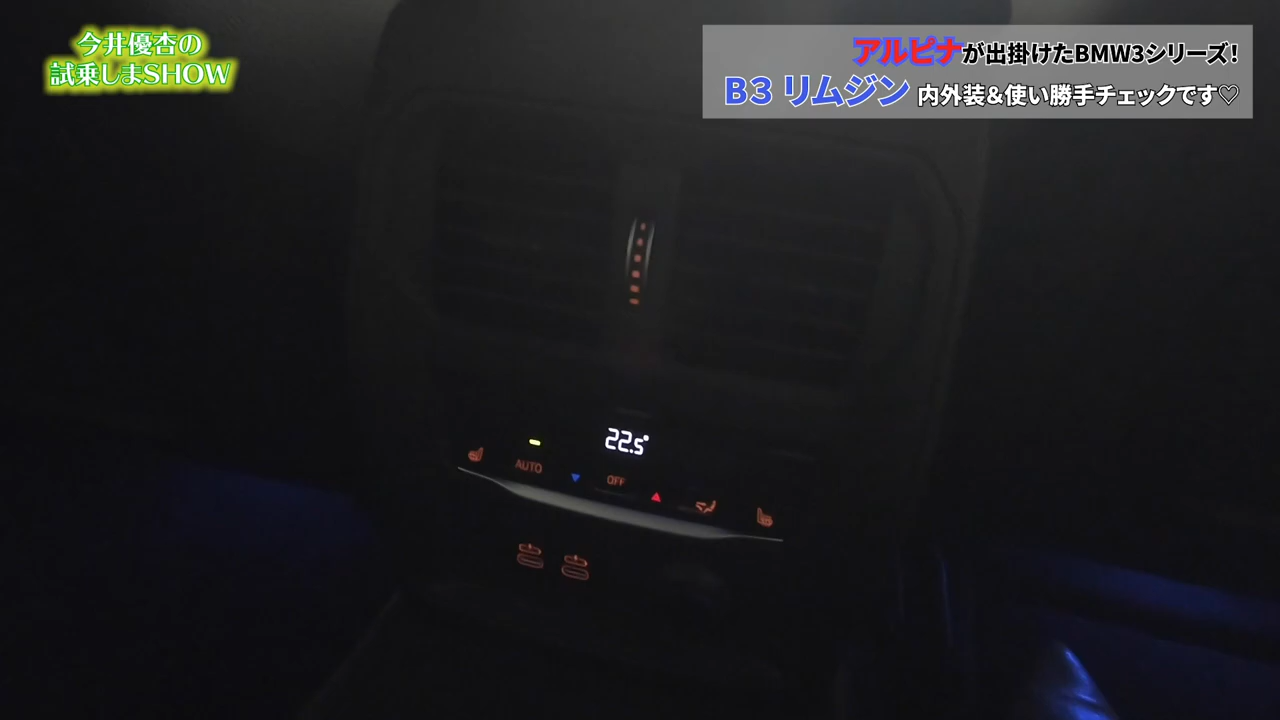 今井優杏の
試乗しまSHOW
アルピナが出掛けたBMW3シリーズ!
B3 リムジン 内外装&使い勝手チェックです♡
22.5°
AUTO
OFF